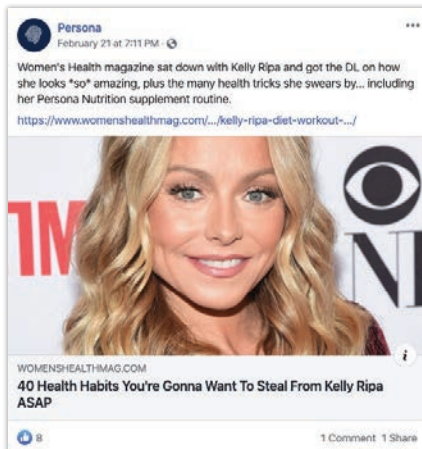 Persona
February 21 at 7:11 PM ·
Women's Health magazine sat down with Kelly Ripa and got the DL on how
she looks *so* amazing, plus the many health tricks she swears by... including
her Persona Nutrition supplement routine.
https://www.womenshealthmag.com/.../kelly-ripa-diet-workout-.../
TM
N
i
WOMENSHEALTHMAG.COM
40 Health Habits You're Gonna Want To Steal From Kelly Ripa
ASAP
8
1 Comment 1 Share